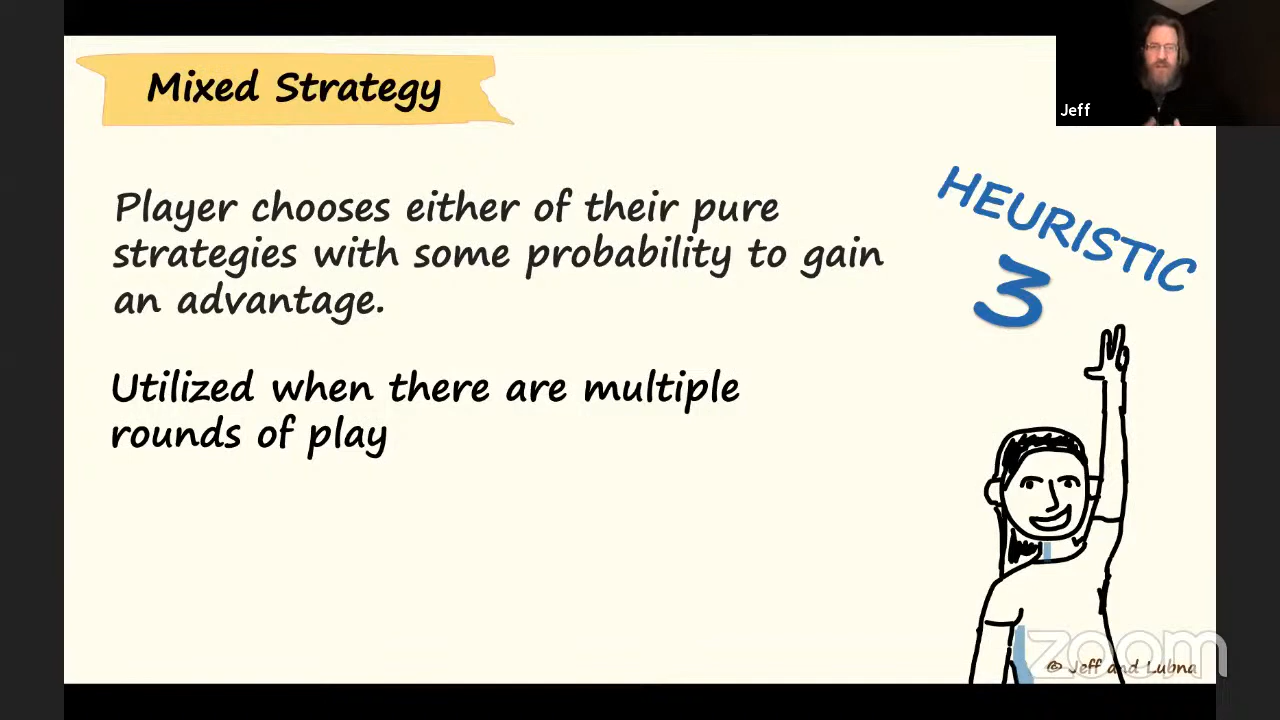 Mixed Strategy
Jeff
Player chooses either of their pure
strategies with some probability to gain
an advantage.
HEURISTIC
3
Utilized when there are multiple
rounds of play
zoom
© Jeff and Lubna